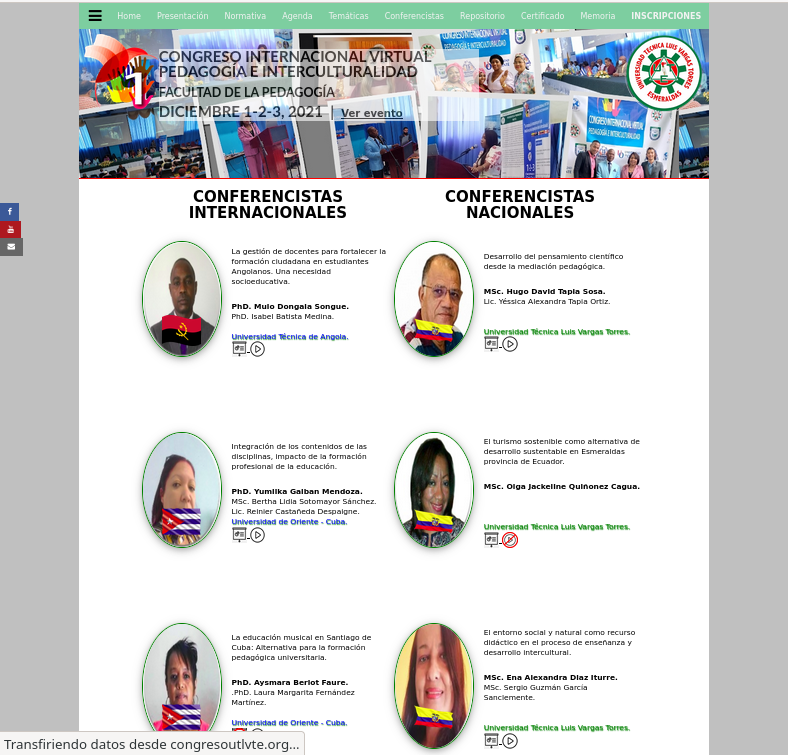 Home Presentación Normativa Agenda Temáticas Conferencistas Repositorio Certificado Memoria INSCRIPCIONES
CONGRESO INTERNACIONAL VIRTUAL
PEDAGOGÍA E INTERCULTURALIDAD
FACULTAD DE LA PEDAGOGÍA
DICIEMBRE 1-2-3, 2021 | Ver evento
UNIVERSIDAD TECNICA LUIS VARGAS TORRES
ESMERALDAS
CONFERENCISTAS
INTERNACIONALES
La gestión de docentes para fortalecer la
formación ciudadana en estudiantes
Angolanos. Una necesidad
socioeducativa.
PhD. Muio Dongala Songue.
PhD. Isabel Batista Medina.
Universidad Técnica de Angola.
Integración de los contenidos de las
disciplinas, impacto de la formación
profesional de la educación.
PhD. Yumilka Galban Mendoza.
MSc. Bertha Lidia Sotomayor Sánchez.
Lic. Reinier Castañeda Despaigne.
Universidad de Oriente - Cuba.
La educación musical en Santiago de
Cuba: Alternativa para la formación
pedagógica universitaria.
PhD. Aysmara Beriot Faure.
.PhD. Laura Margarita Fernández
Martínez.
Universidad de Oriente - Cuba.
CONFERENCISTAS
NACIONALES
Desarrollo del pensamiento científico
desde la mediación pedagógica.
MSc. Hugo David Tapia Sosa.
Lic. Yéssica Alexandra Tapia Ortiz.
Universidad Técnica Luis Vargas Torres.
El turismo sostenible como alternativa de
desarrollo sustentable en Esmeraldas
provincia de Ecuador.
MSc. Olga Jackeline Quiñonez Cagua.
Universidad Técnica Luis Vargas Torres.
El entorno social y natural como recurso
didáctico en el proceso de enseñanza y
desarrollo intercultural.
MSc. Ena Alexandra Diaz Iturre.
MSc. Sergio Guzmán García
Sanclemente.
Universidad Técnica Luis Vargas Torres.
Transfiriendo datos desde congresoutlvte.org...